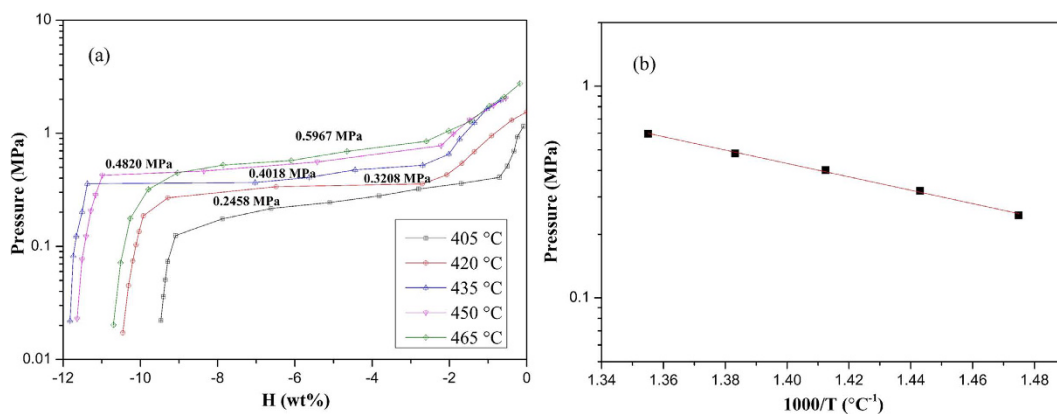 (a)
Pressure (MPa)
10
1
0.1
0.01
0.5967 MPa
0.4820 MPa
0.4018 MPa
0.3208 MPa
0.2458 MPa
405 °C
420 °C
435 °C
450 °C
465 °C
-12 -10 -8 -6 -4 -2 0
H (wt%)
(b)
Pressure (MPa)
1
0.1
1.34 1.36 1.38 1.40 1.42 1.44 1.46 1.48
1000/T (°C⁻¹)